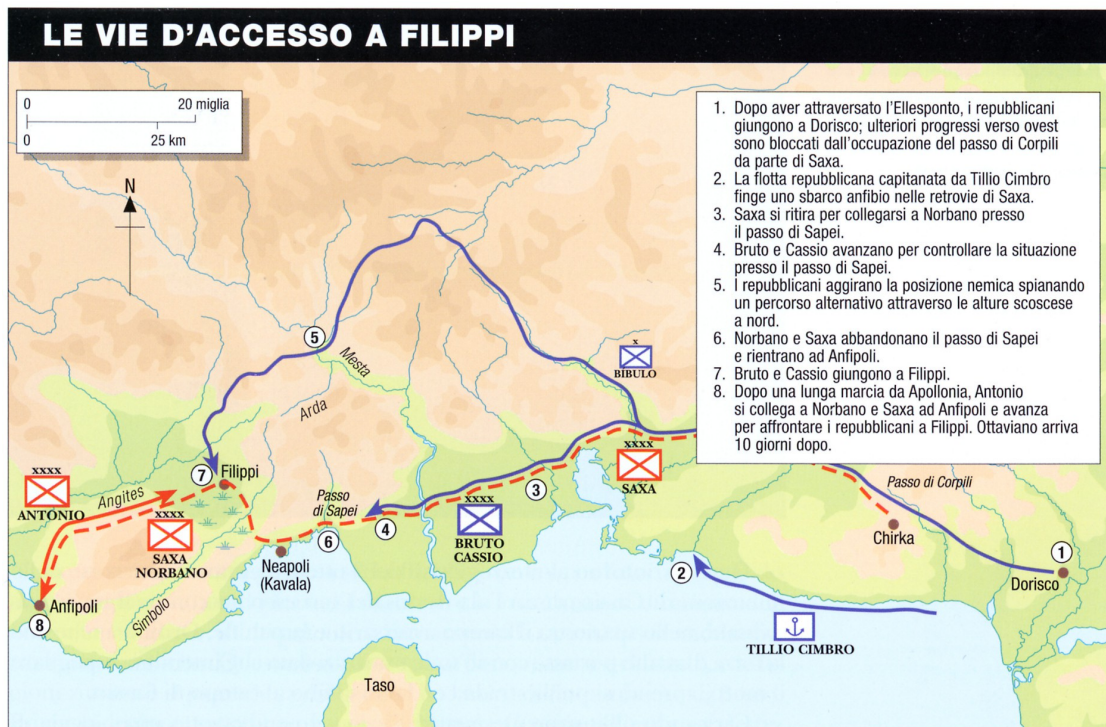 LE VIE D'ACCESSO A FILIPPI
0 20 miglia
0 25 km
N
1. Dopo aver attraversato l'Ellesponto, i repubblicani
giungono a Dorisco; ulteriori progressi verso ovest
sono bloccati dall'occupazione del passo di Corpili
da parte di Saxa.
2. La flotta repubblicana capitanata da Tillio Cimbro
finge uno sbarco anfibio nelle retrovie di Saxa.
3. Saxa si ritira per collegarsi a Norbano presso
il passo di Sapei.
4. Bruto e Cassio avanzano per controllare la situazione
presso il passo di Sapei.
5. I repubblicani aggirano la posizione nemica spianando
un percorso alternativo attraverso le alture scoscese
a nord.
6. Norbano e Saxa abbandonano il passo di Sapei
e rientrano ad Anfipoli.
7. Bruto e Cassio giungono a Filippi.
8. Dopo una lunga marcia da Apollonia, Antonio
si collega a Norbano e Saxa ad Anfipoli e avanza
per affrontare i repubblicani a Filippi. Ottaviano arriva
10 giorni dopo.
5
Mesta
x
BIBULO
Arda
7
Filippi
xxxx
ANTONIO
Angites
xxxx
SAXA
NORBANO
Passo
di Sapei
6
4
xxxx
BRUTO
CASSIO
3
xxxx
SAXA
Passo di Corpili
Chirka
1
Dorisco
Neapoli
(Kavala)
2
Anfipoli
8
Simbolo
TILLIO CIMBRO
Taso